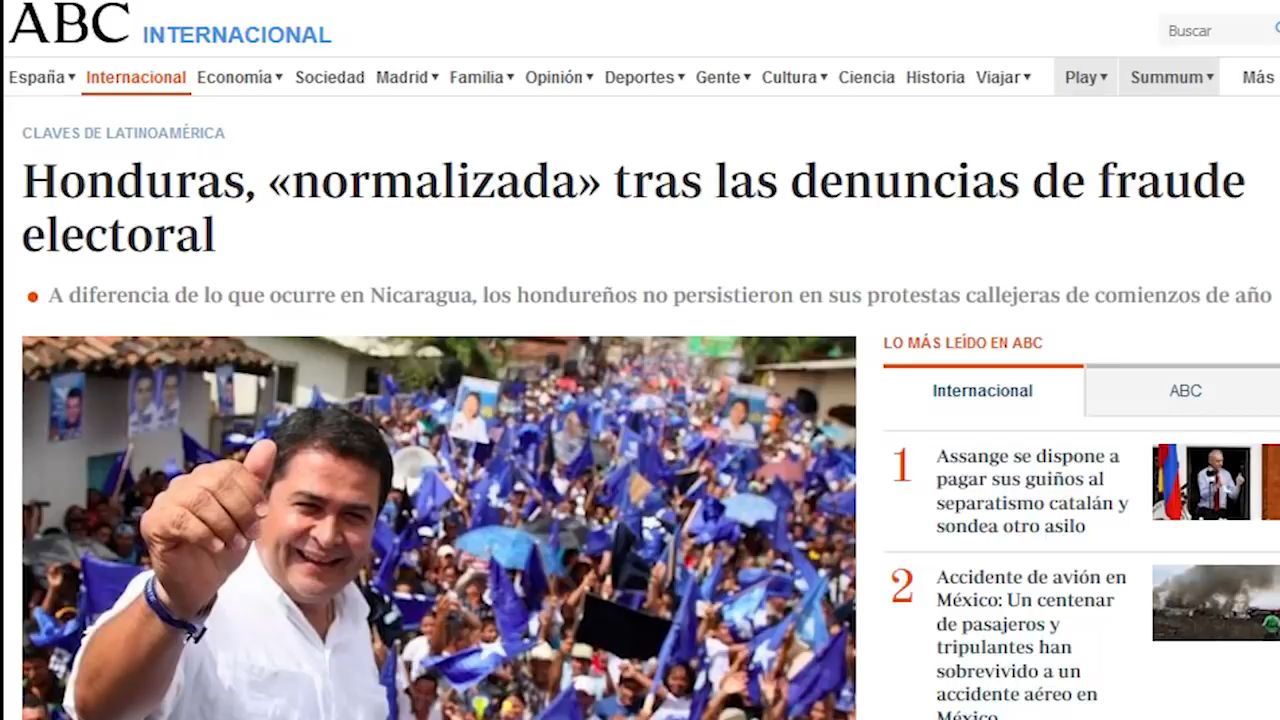 ABC INTERNACIONAL
Buscar
España Internacional Economía Sociedad Madrid Familia Opinión Deportes Gente Cultura Ciencia Historia Viajar Play Summum Más
CLAVES DE LATINOAMÉRICA
Honduras, «normalizada» tras las denuncias de fraude
electoral
A diferencia de lo que ocurre en Nicaragua, los hondureños no persistieron en sus protestas callejeras de comienzos de año
LO MÁS LEÍDO EN ABC
Internacional
ABC
1
Assange se dispone a
pagar sus guiños al
separatismo catalán y
sondea otro asilo
2
Accidente de avión en
México: Un centenar
de pasajeros y
tripulantes han
sobrevivido a un
accidente aéreo en
México